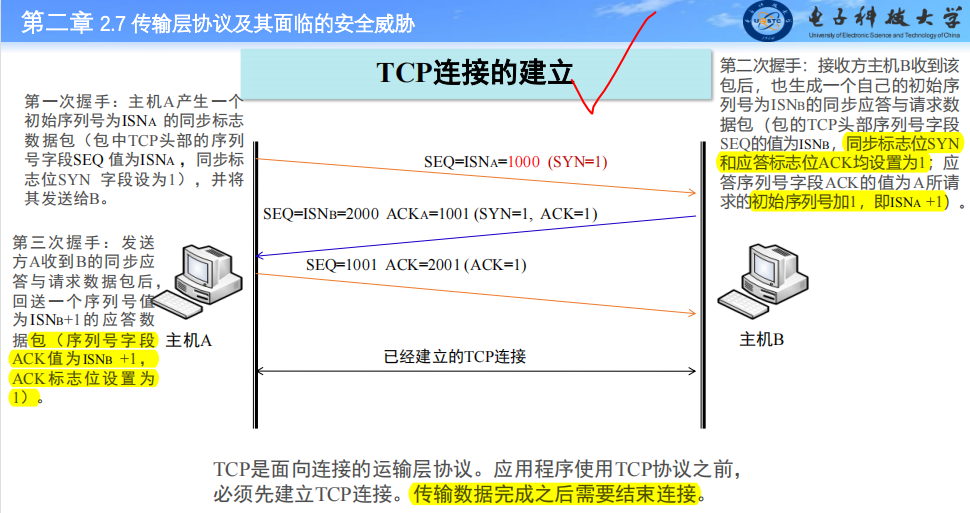 第二章 2.7 传输层协议及其面临的安全威胁
电子科技大学
University of Electronic Science and Technology of China
TCP连接的建立
第一次握手：主机A产生一个
初始序列号为ISNA 的同步标志
数据包（包中TCP头部的序列
号字段SEQ 值为ISNA ，同步标
志位SYN 字段设为1），并将
其发送给B。
第二次握手：接收方主机B收到该
包后，也生成一个自己的初始序
列号为ISNB的同步应答与请求数
据包（包的TCP头部序列号字段
SEQ的值为ISNB，同步标志位SYN
和应答标志位ACK均设置为1；应
答序列号字段ACK的值为A所请
求的初始序列号加1，即ISNA +1）。
SEQ=ISNA=1000 (SYN=1)
SEQ=ISNB=2000 ACKA=1001 (SYN=1, ACK=1)
SEQ=1001 ACK=2001 (ACK=1)
第三次握手：发送
方A收到B的同步应
答与请求数据包后，
回送一个序列号值
为ISNB+1的应答数
据包（序列号字段
ACK值为ISNB +1，
ACK标志位设置为
1）。
主机A
主机B
已经建立的TCP连接
TCP是面向连接的运输层协议。应用程序使用TCP协议之前，
必须先建立TCP连接。传输数据完成之后需要结束连接。